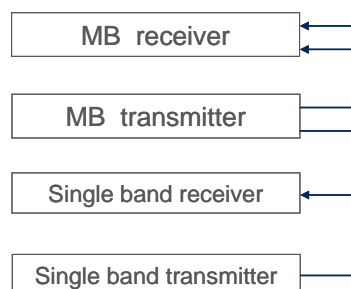 MB receiver
MB transmitter
Single band receiver
Single band transmitter